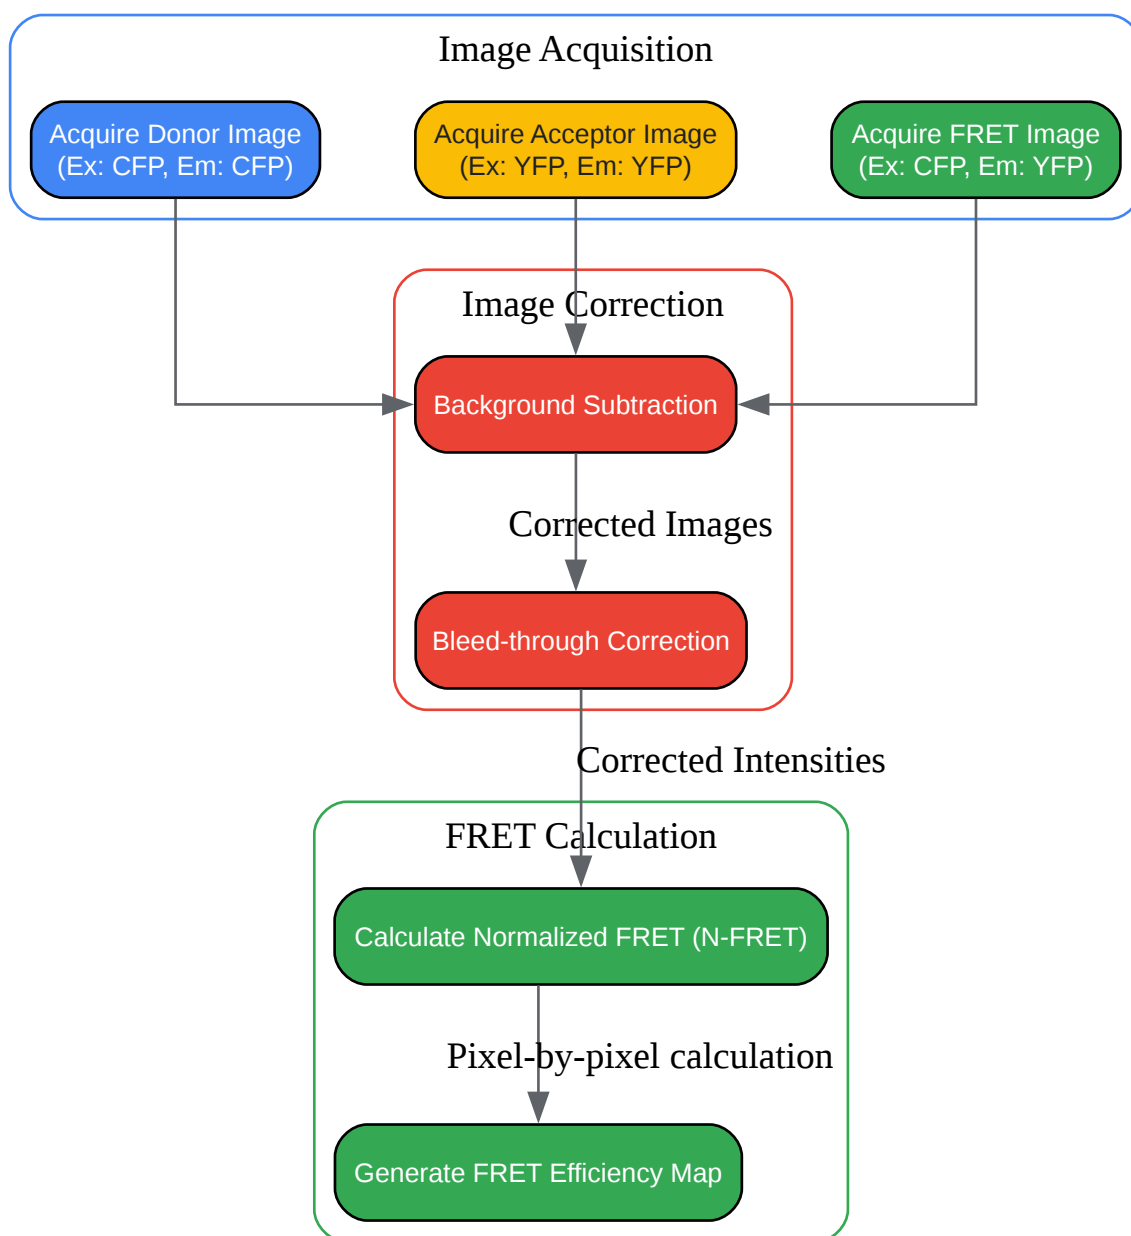 Image Acquisition
Acquire Donor Image
(Ex: CFP, Em: CFP)
Acquire Acceptor Image
(Ex: YFP, Em: YFP)
Acquire FRET Image
(Ex: CFP, Em: YFP)
Image Correction
Background Subtraction
Corrected Images
Bleed-through Correction
Corrected Intensities
FRET Calculation
Calculate Normalized FRET (N-FRET)
Pixel-by-pixel calculation
Generate FRET Efficiency Map